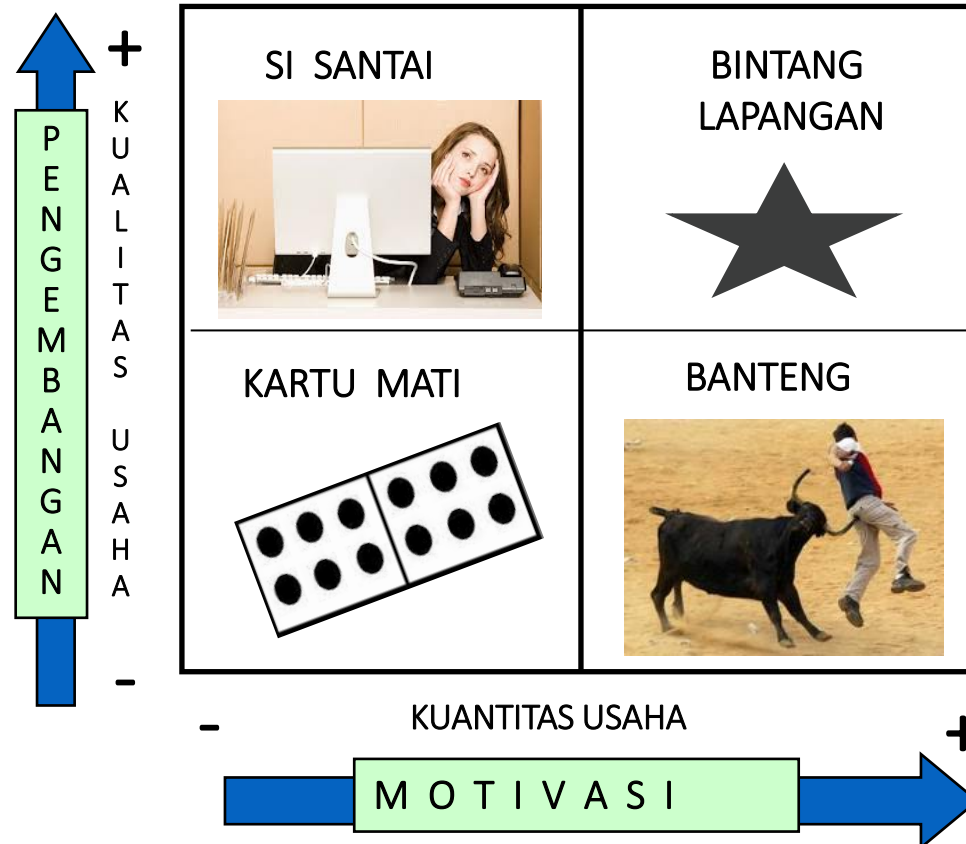 +
PENGEMBANGAN
KUALITAS USAHA
-
SI SANTAI
BINTANG
LAPANGAN
KARTU MATI
BANTENG
-
KUANTITAS USAHA
+
MOTIVASI